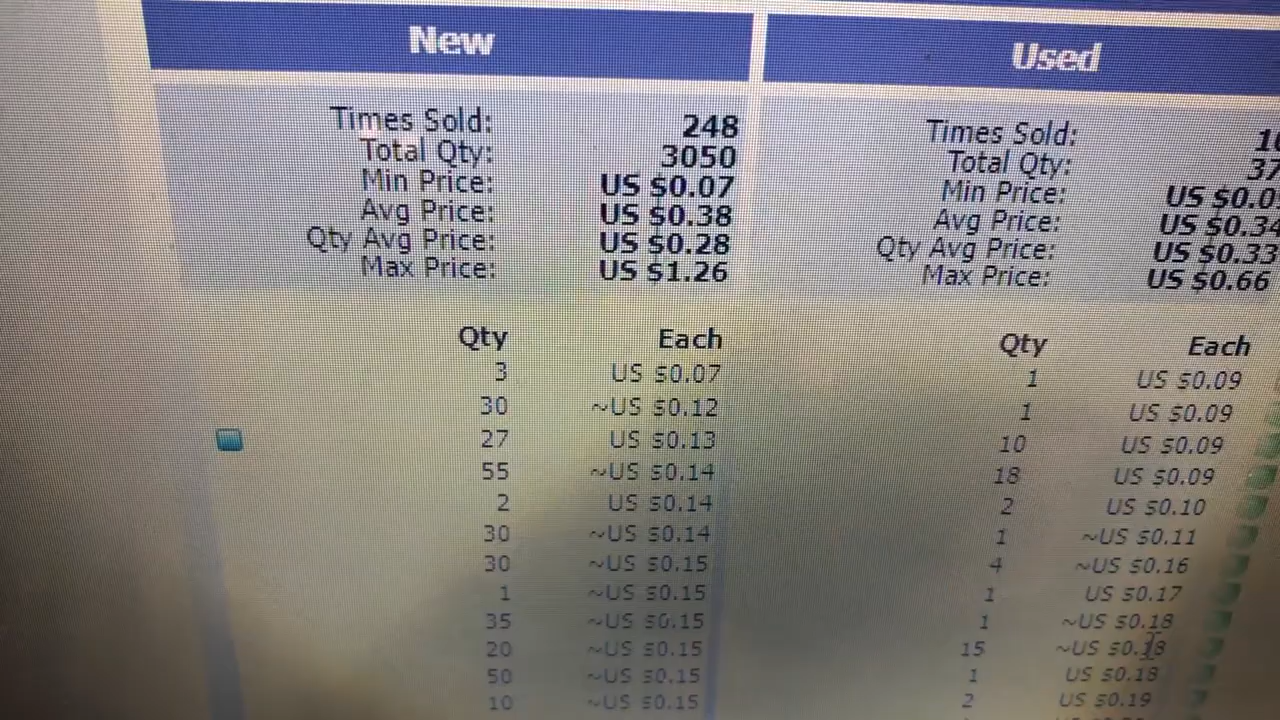 New
Times Sold: 248
Total Qty: 3050
Min Price: US $0.07
Avg Price: US $0.38
Qty Avg Price: US $0.28
Max Price: US $1.26
Qty Each
3 US $0.07
30 ~US $0.12
27 US $0.13
55 ~US $0.14
2 US $0.14
30 ~US $0.14
30 ~US $0.15
1 ~US $0.15
35 ~US $0.15
20 ~US $0.15
50 ~US $0.15
10 ~US $0.15
Used
Times Sold:
Total Qty:
Min Price: US
Avg Price: US $0.34
Qty Avg Price: US $0.33
Max Price: US $0.66
Qty Each
1 US $0.09
1 US $0.09
10 US $0.09
18 US $0.09
2 US $0.10
1 ~US $0.11
4 ~US $0.16
1 US $0.17
1 ~US $0.18
15 ~US $0.18
1 US $0.18
2 US $0.19